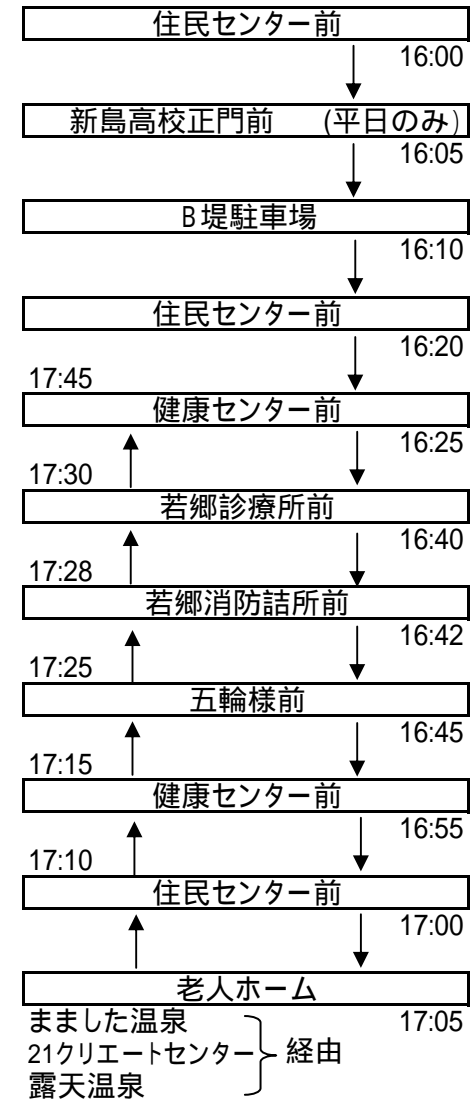 住民センター前
16:00
新島高校正門前 (平日のみ)
16:05
B堤駐車場
16:10
住民センター前
16:20
17:45
健康センター前
16:25
17:30
若郷診療所前
16:40
17:28
若郷消防詰所前
16:42
17:25
五輪様前
16:45
17:15
健康センター前
16:55
17:10
住民センター前
17:00
老人ホーム
まました温泉 17:05
21クリエートセンター 経由
露天温泉